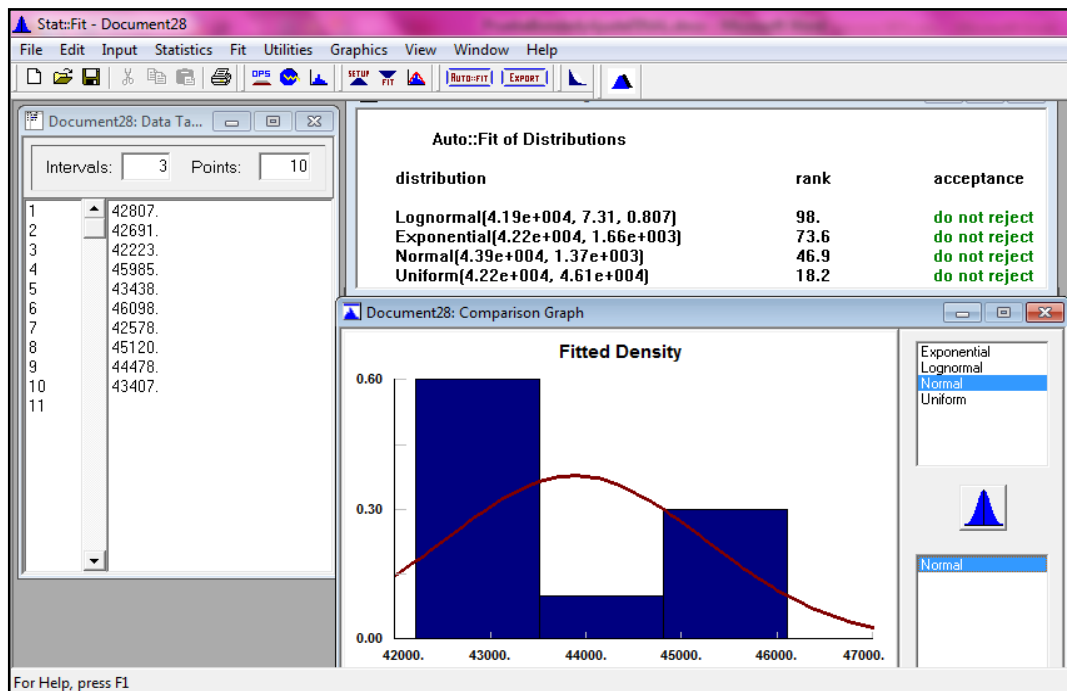 Stat::Fit - Document28
File Edit Input Statistics Fit Utilities Graphics View Window Help
OPS SETUP FIT AUTO::FIT EXPORT
Document28: Data Ta...
Intervals: 3 Points: 10
1 42807.
2 42691.
3 42223.
4 45985.
5 43438.
6 46098.
7 42578.
8 45120.
9 44478.
10 43407.
11
Auto::Fit of Distributions
distribution rank acceptance
Lognormal(4.19e+004, 7.31, 0.807) 98. do not reject
Exponential(4.22e+004, 1.66e+003) 73.6 do not reject
Normal(4.39e+004, 1.37e+003) 46.9 do not reject
Uniform(4.22e+004, 4.61e+004) 18.2 do not reject
Document28: Comparison Graph
Fitted Density
0.60
0.30
0.00
42000. 43000. 44000. 45000. 46000. 47000.
Exponential
Lognormal
Normal
Uniform
Normal
For Help, press F1